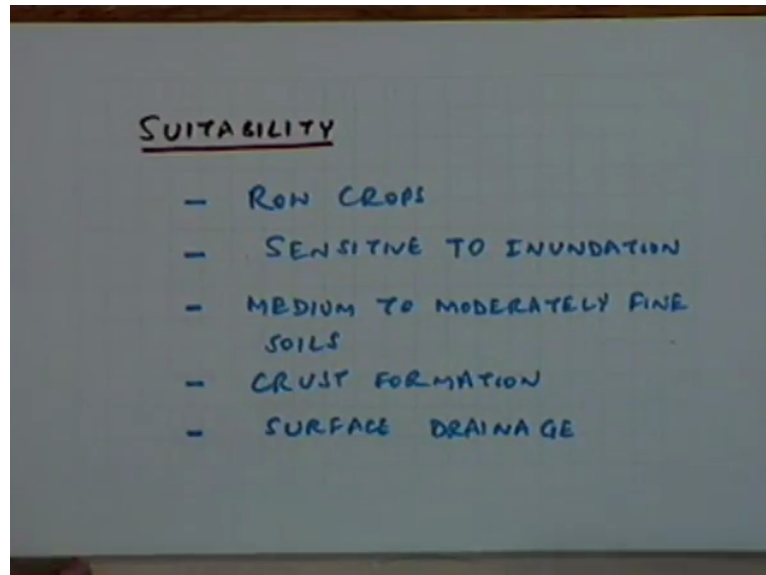 SUITABILITY
- ROW CROPS
- SENSITIVE TO INUNDATION
- MEDIUM TO MODERATELY FINE
SOILS
- CRUST FORMATION
- SURFACE DRAINAGE